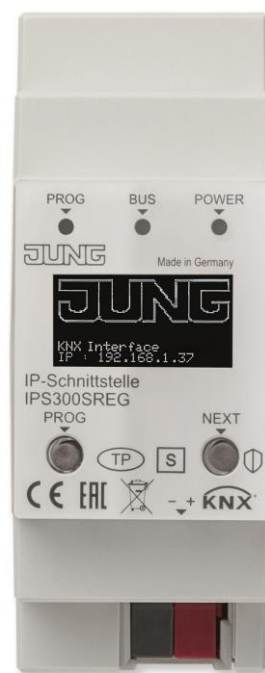 PROG BUS POWER
JUNG
Made in Germany
JUNG
KNX Interface
IP : 192.168.1.37
IP-Schnittstelle
IPS300SREG
PROG NEXT
TP S
CE EAC - + KNX